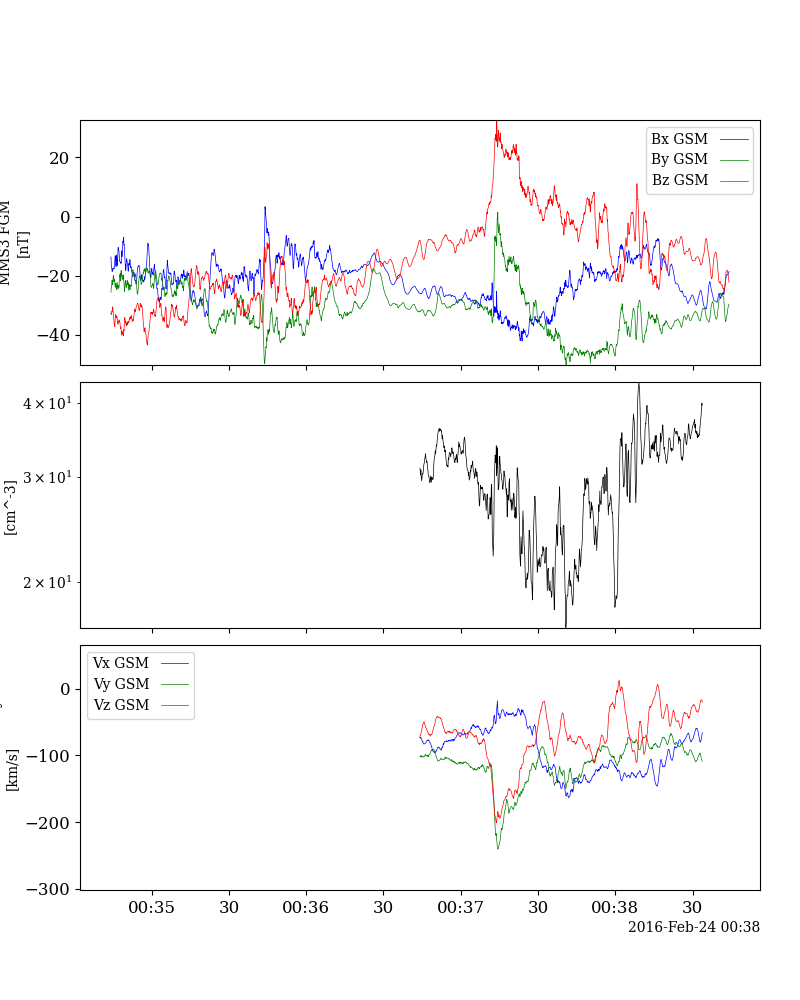 MMS3 FGM
[nT]
20
0
−20
−40
Bx GSM
By GSM
Bz GSM
[cm^-3]
4 × 10¹
3 × 10¹
2 × 10¹
[km/s]
0
−100
−200
−300
Vx GSM
Vy GSM
Vz GSM
00:35 30 00:36 30 00:37 30 00:38 30
2016-Feb-24 00:38